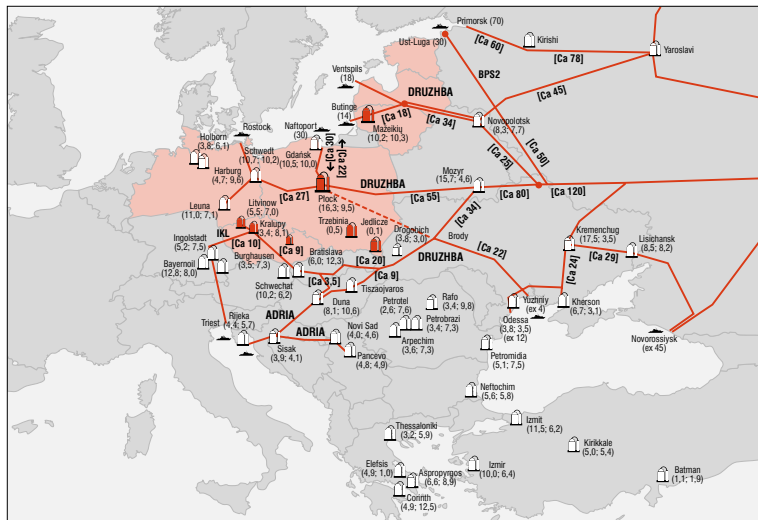 Primorsk (70)
Kirishi
[Ca 60]
[Ca 78]
Yaroslavi
Ust-Luga (30)
BPS2
Ventspils
(18)
DRUZHBA
[Ca 45]
Butinge
(14)
[Ca 18]
Mażeikių
(10,2; 10,3)
[Ca 34]
Novopolotsk
(8,3; 7,7)
Rostock
Holborn
(3,8; 6,1)
Naftoport
(30)
[Ca 30]
[Ca 22]
[Ca 25]
[Ca 50]
Schwedt
(10,7; 10,2)
Gdańsk
(10,5; 10,0)
Harburg
(4,7; 9,6)
Mozyr
(15,7; 4,6)
[Ca 27]
DRUZHBA
[Ca 55]
[Ca 80]
[Ca 120]
Leuna
(11,0; 7,1)
Litvinow
(5,5; 7,0)
Płock
(16,3; 9,5)
Trzebinia
(0,5)
Jedlicze
(0,1)
[Ca 34]
Kralupy
(3,4; 8,1)
Drogobich
(3,8; 3,0)
Brody
Kremenchug
(17,5; 3,5)
Lisichansk
(8,5; 8,2)
IKL
[Ca 10]
[Ca 9]
[Ca 20]
DRUZHBA
[Ca 22]
[Ca 24]
[Ca 29]
Ingolstadt
(5,2; 7,5)
Burghausen
(3,5; 7,3)
Bratislava
(6,0; 12,3)
[Ca 9]
Bayernoil
(12,8; 8,0)
Schwechat
(10,2; 6,2)
[Ca 3,5]
Tiszaojvaros
Duna
(8,1; 10,6)
Petrotel
(2,6; 7,6)
Rafo
(3,4; 9,8)
Yuzhniy
(ex 4)
Kherson
(6,7; 3,1)
Odessa
(3,8; 3,5)
(ex 12)
Novorossiysk
(ex 45)
ADRIA
Triest
Rijeka
(4,4; 5,7)
ADRIA
Novi Sad
(4,0; 4,6)
Petrobrazi
(3,4; 7,3)
Arpechim
(3,6; 7,3)
Sisak
(3,9; 4,1)
Pancevo
(4,8; 4,9)
Petromidia
(5,1; 7,5)
Neftochim
(5,6; 5,8)
Thessaloniki
(3,2; 5,9)
Izmit
(11,5; 6,2)
Kirikkale
(5,0; 5,4)
Elefsis
(4,9; 1,0)
Aspropyrgos
(6,6; 8,9)
Izmir
(10,0; 6,4)
Batman
(1,1; 1,9)
Corinth
(4,9; 12,5)